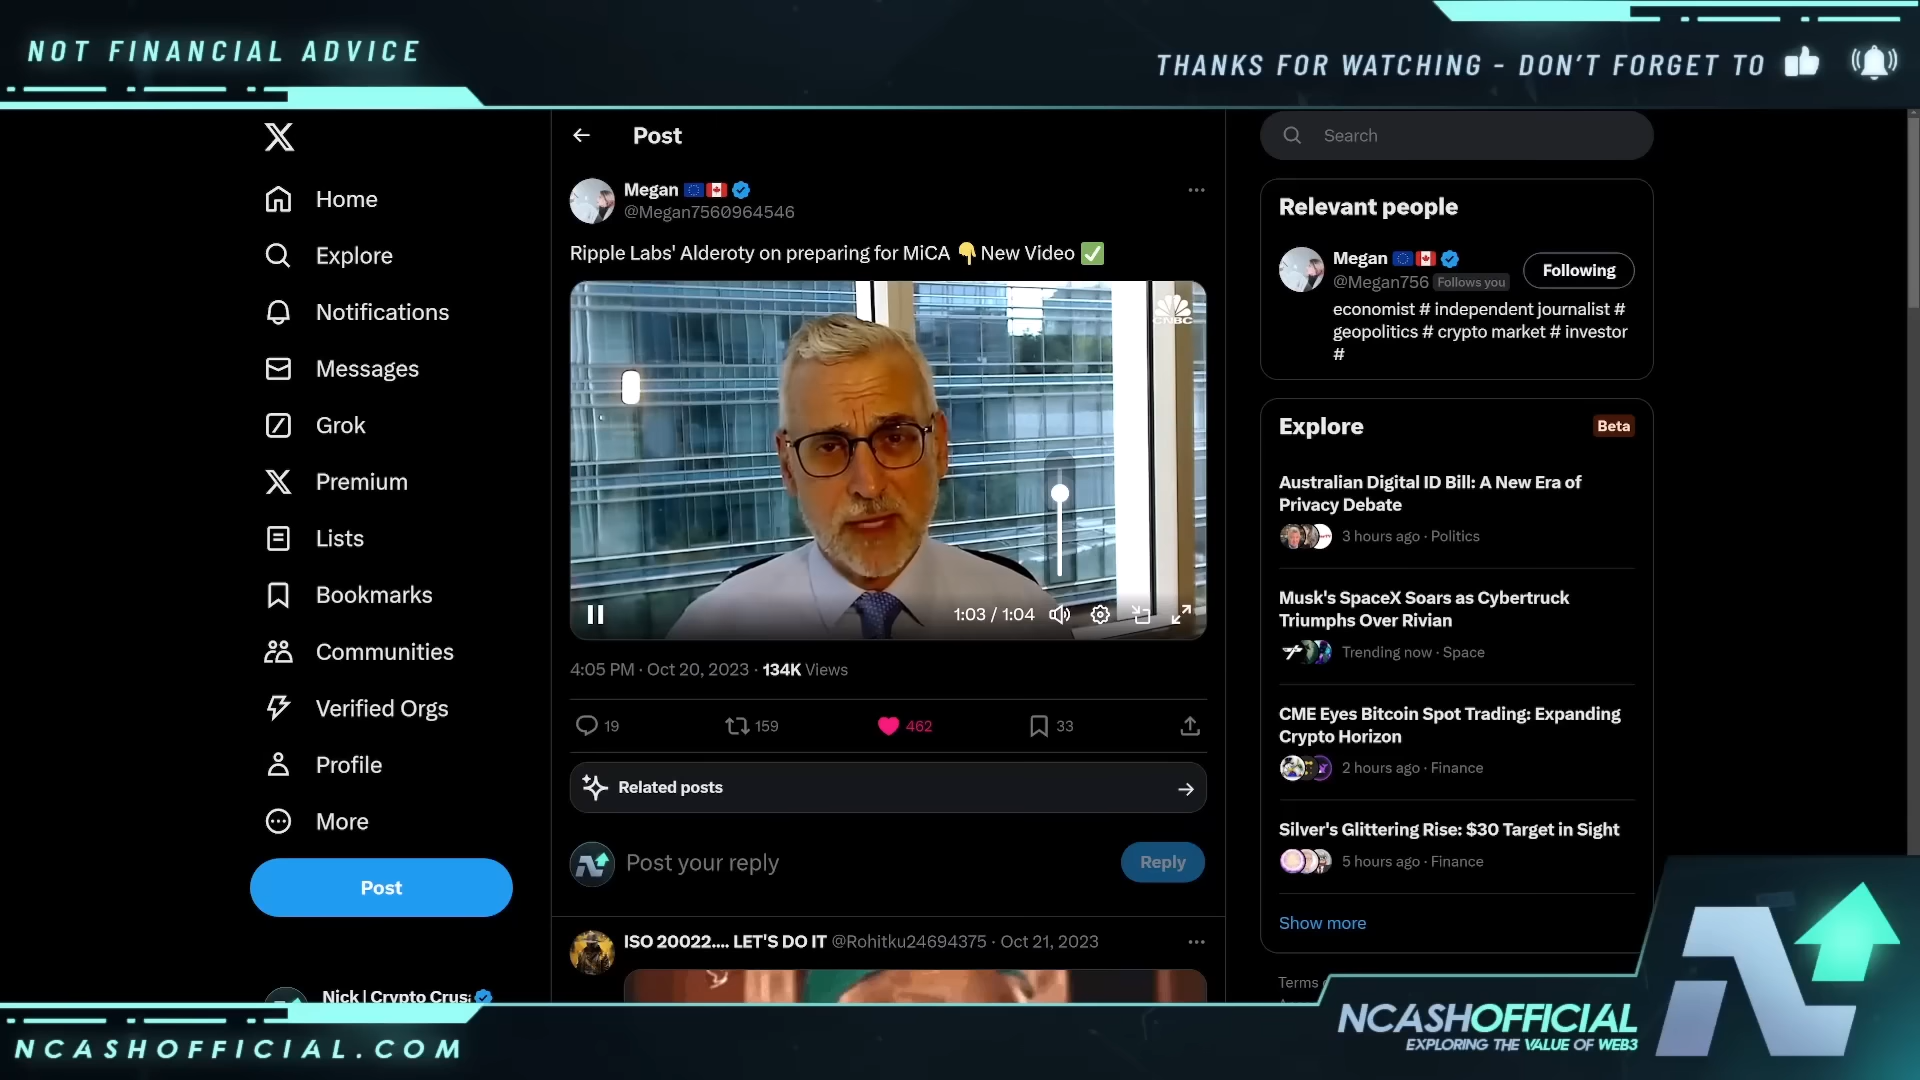 NOT FINANCIAL ADVICE
THANKS FOR WATCHING - DON'T FORGET TO
Home
Explore
Notifications
Messages
Grok
Premium
Lists
Bookmarks
Communities
Verified Orgs
Profile
More
Post
Nick | Crypto Crus
Post
Megan 🇪🇺🇨🇦
@Megan7560964546
Ripple Labs' Alderoty on preparing for MiCA 👇 New Video ✅
CNBC
1:03 / 1:04
4:05 PM · Oct 20, 2023 · 134K Views
19
159
462
33
Related posts
Post your reply
Reply
ISO 20022.... LET'S DO IT @Rohitku24694375 · Oct 21, 2023
Search
Relevant people
Megan 🇪🇺🇨🇦
@Megan756 Follows you
Following
economist # independent journalist #
geopolitics # crypto market # investor
#
Explore
Beta
Australian Digital ID Bill: A New Era of
Privacy Debate
3 hours ago · Politics
Musk's SpaceX Soars as Cybertruck
Triumphs Over Rivian
Trending now · Space
CME Eyes Bitcoin Spot Trading: Expanding
Crypto Horizon
2 hours ago · Finance
Silver's Glittering Rise: $30 Target in Sight
5 hours ago · Finance
Show more
Terms
NCASHOFFICIAL.COM
NCASHOFFICIAL
EXPLORING THE VALUE OF WEB3